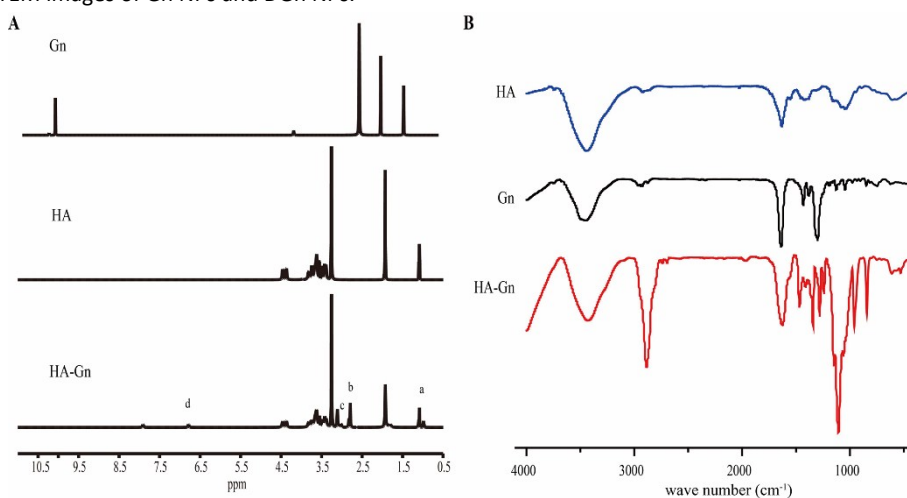 TEM images of Gn NPs and DGn NPs.
A
Gn
HA
HA-Gn
d
c
b
a
10.5 9.5 8.5 7.5 6.5 5.5 4.5 3.5 2.5 1.5 0.5
ppm
B
HA
Gn
HA-Gn
4000 3000 2000 1000
wave number (cm⁻¹)